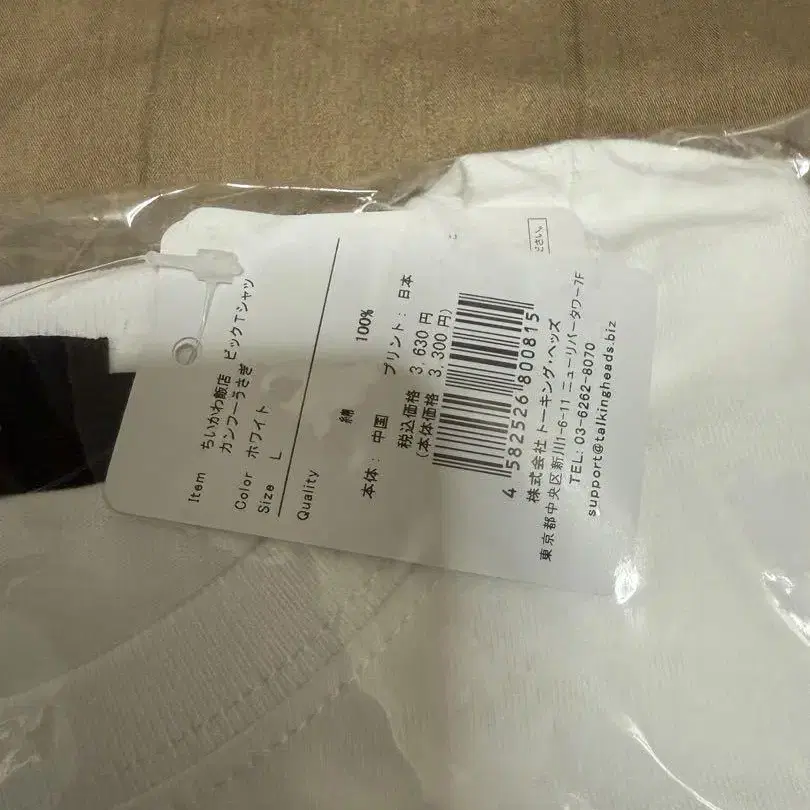 Item ちいかわ飯店 ビックTシャツ
カンフーうさぎ
Color ホワイト
Size L
Quality
綿 100%
本体： 中国 プリント： 日本
税込価格 3,630 円
(本体価格 3,300 円)
4 582526 800815
株式会社トーキング・ヘッズ
東京都中央区新川1-6-11 ニューリバータワー7F
TEL: 03-6262-8070
support@talkingheads.biz
ださい。